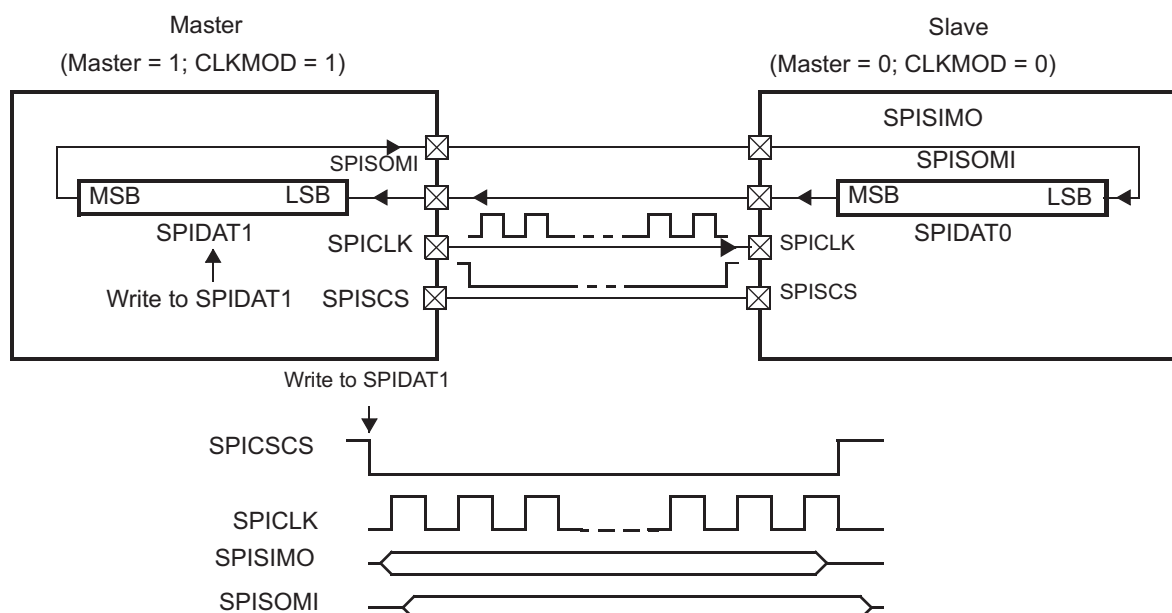 Master
(Master = 1; CLKMOD = 1)
Slave
(Master = 0; CLKMOD = 0)
SPISIMO
SPISOMI
SPISOMI
MSB LSB
MSB LSB
SPIDAT1
SPIDAT0
SPICLK
SPICLK
Write to SPIDAT1
SPISCS
SPISCS
Write to SPIDAT1
SPICSCS
SPICLK
SPISIMO
SPISOMI